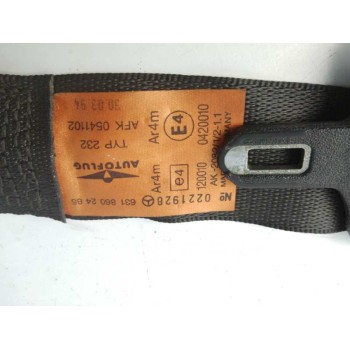 30 03 94
AFK 0541102
TYP 232
AUTOFLUG
631 860 24 85
Ar4m
E4
0420010
Ar4m
e4
120010
№ 0221928